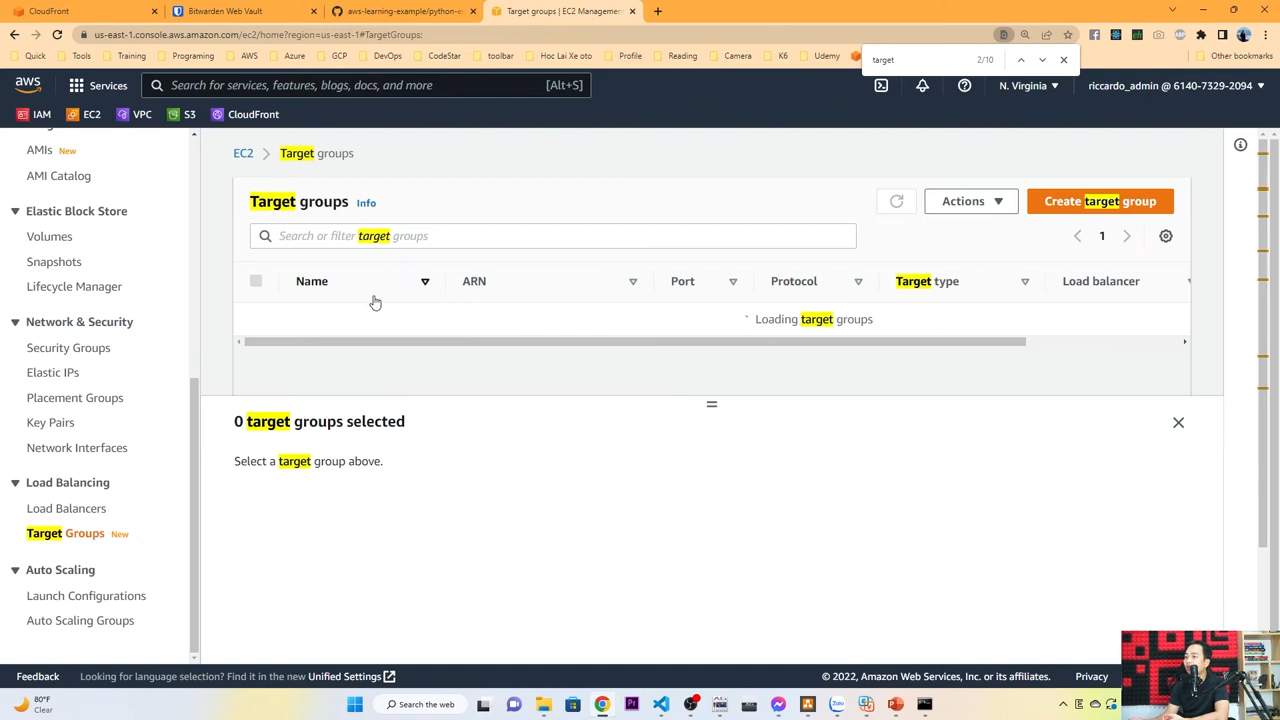 CloudFront
Bitwarden Web Vault
aws-learning-example/python-ex
Target groups | EC2 Management
us-east-1.console.aws.amazon.com/ec2/home?region=us-east-1#TargetGroups:
Quick
Tools
Training
Programing
AWS
Azure
GCP
DevOps
CodeStar
toolbar
Hoc Lai Xe oto
Profile
Reading
Camera
K6
Udemy
Other bookmarks
target
2/10
aws
Services
Search for services, features, blogs, docs, and more
[Alt+S]
N. Virginia
riccardo_admin @ 6140-7329-2094
IAM
EC2
VPC
S3
CloudFront
AMIs New
AMI Catalog
Elastic Block Store
Volumes
Snapshots
Lifecycle Manager
Network & Security
Security Groups
Elastic IPs
Placement Groups
Key Pairs
Network Interfaces
Load Balancing
Load Balancers
Target Groups New
Auto Scaling
Launch Configurations
Auto Scaling Groups
EC2
Target groups
Target groups Info
Actions
Create target group
Search or filter target groups
1
Name
ARN
Port
Protocol
Target type
Load balancer
Loading target groups
0 target groups selected
Select a target group above.
Feedback
Looking for language selection? Find it in the new Unified Settings
© 2022, Amazon Web Services, Inc. or its affiliates.
Privacy
80°F
Clear
Search the web